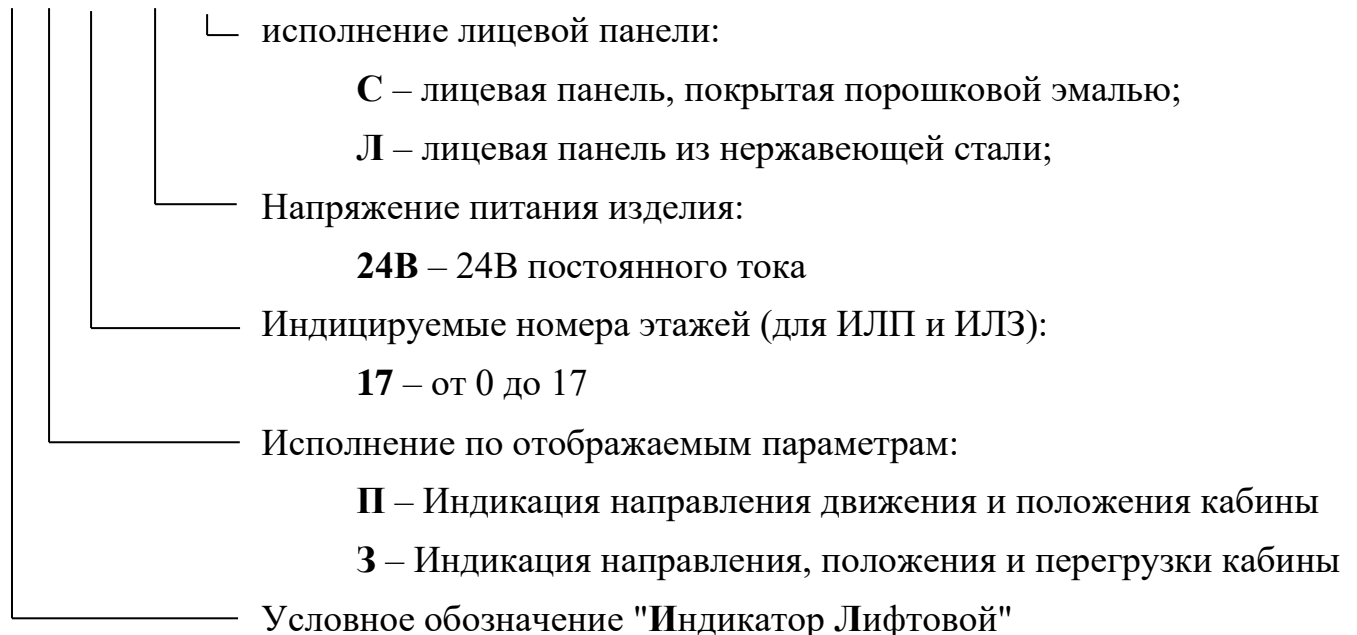 исполнение лицевой панели:
С – лицевая панель, покрытая порошковой эмалью;
Л – лицевая панель из нержавеющей стали;
Напряжение питания изделия:
24В – 24В постоянного тока
Индицируемые номера этажей (для ИЛП и ИЛЗ):
17 – от 0 до 17
Исполнение по отображаемым параметрам:
П – Индикация направления движения и положения кабины
З – Индикация направления, положения и перегрузки кабины
Условное обозначение "Индикатор Лифтовой"